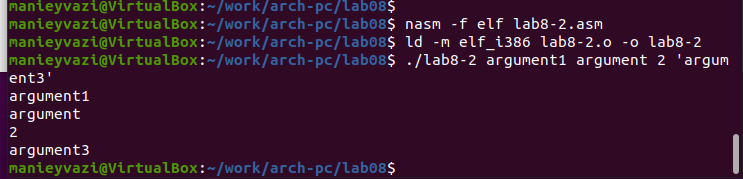 manieyvazi@VirtualBox:~/work/arch-pc/lab08$
manieyvazi@VirtualBox:~/work/arch-pc/lab08$ nasm -f elf lab8-2.asm
manieyvazi@VirtualBox:~/work/arch-pc/lab08$ ld -m elf_i386 lab8-2.o -o lab8-2
manieyvazi@VirtualBox:~/work/arch-pc/lab08$ ./lab8-2 argument1 argument 2 'argum
ent3'
argument1
argument
2
argument3
manieyvazi@VirtualBox:~/work/arch-pc/lab08$